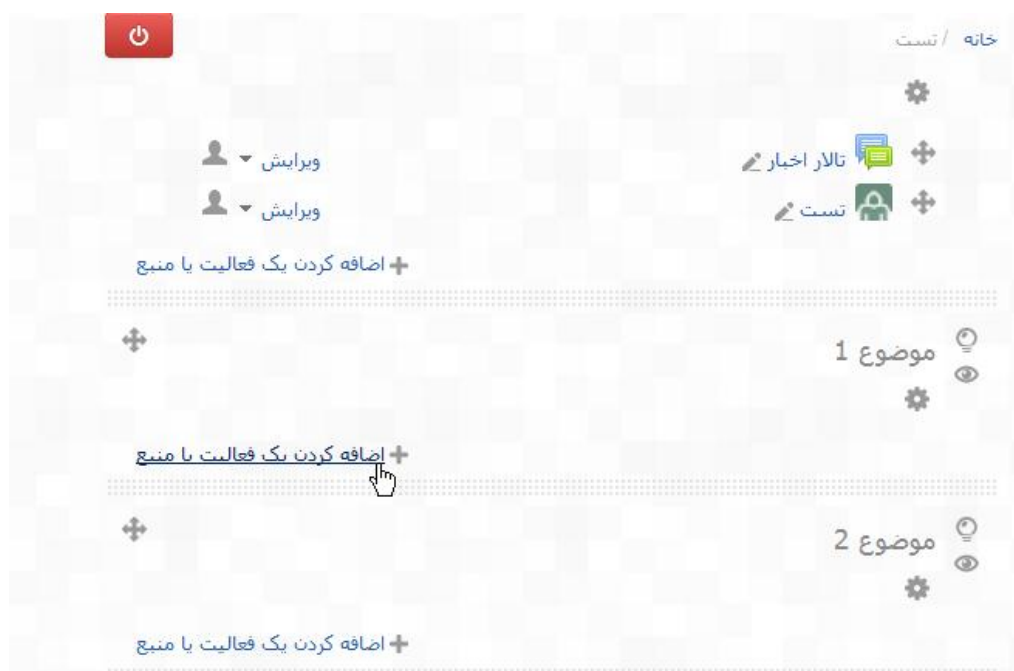 خانه / تست
تالار اخبار ویرایش
تست ویرایش
اضافه کردن یک فعالیت یا منبع
موضوع 1
اضافه کردن یک فعالیت یا منبع
موضوع 2
اضافه کردن یک فعالیت یا منبع